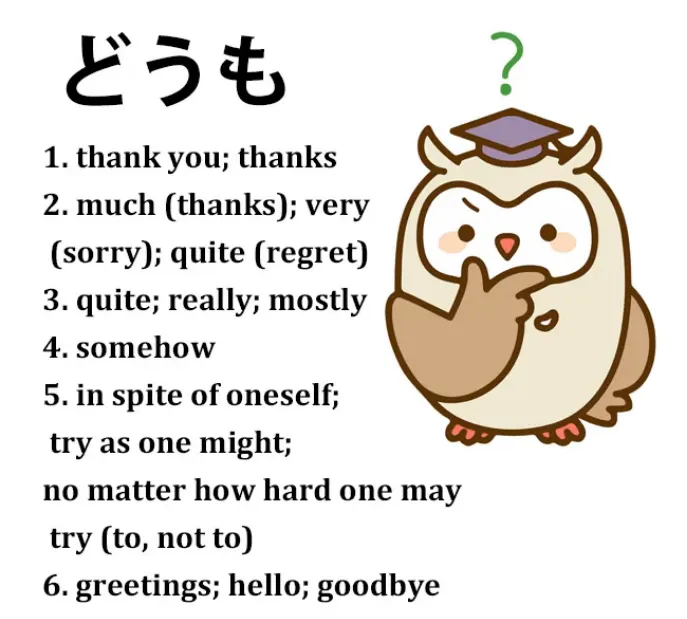 どうも
?
1. thank you; thanks
2. much (thanks); very
(sorry); quite (regret)
3. quite; really; mostly
4. somehow
5. in spite of oneself;
try as one might;
no matter how hard one may
try (to, not to)
6. greetings; hello; goodbye